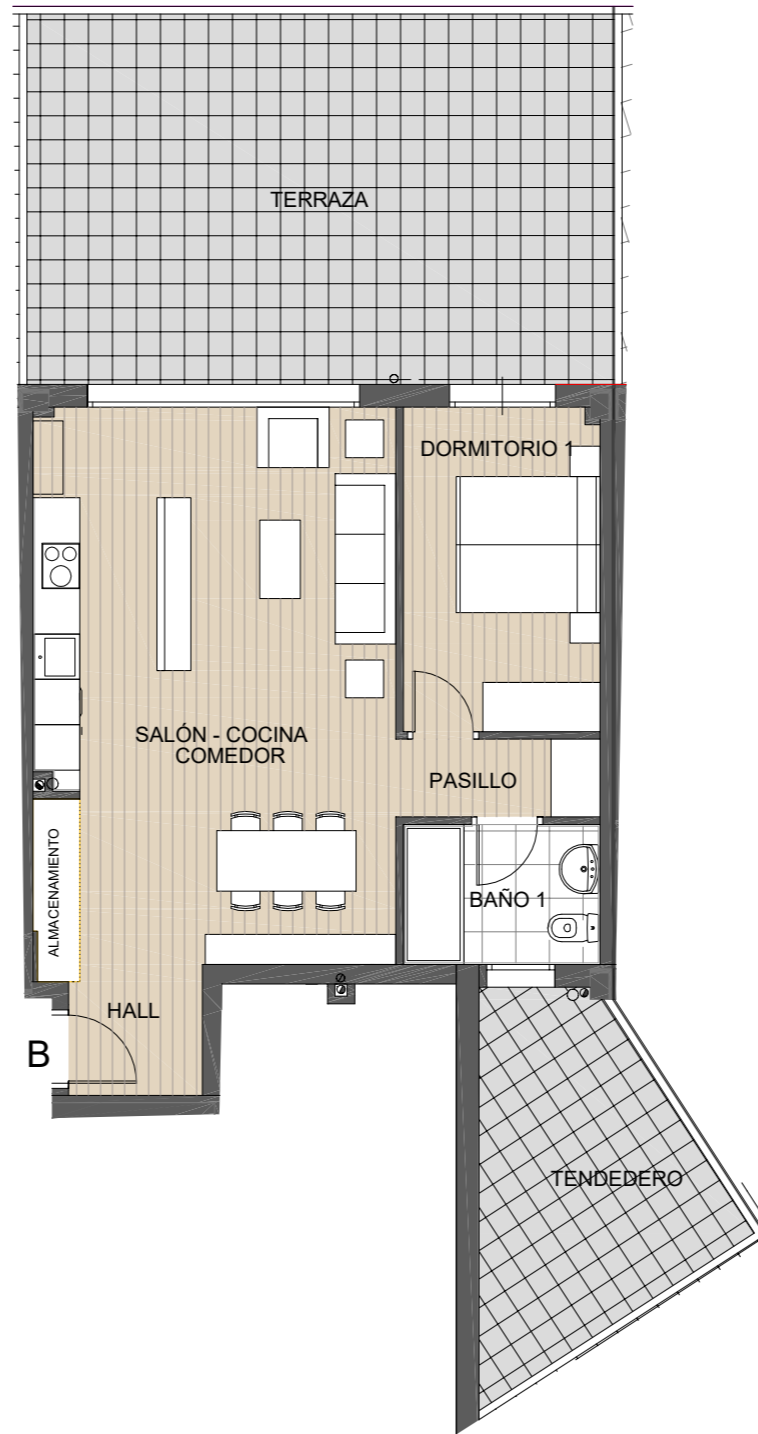 TERRAZA
DORMITORIO 1
SALÓN - COCINA
COMEDOR
PASILLO
ALMACENAMIENTO
BAÑO 1
HALL
B
TENDEDERO